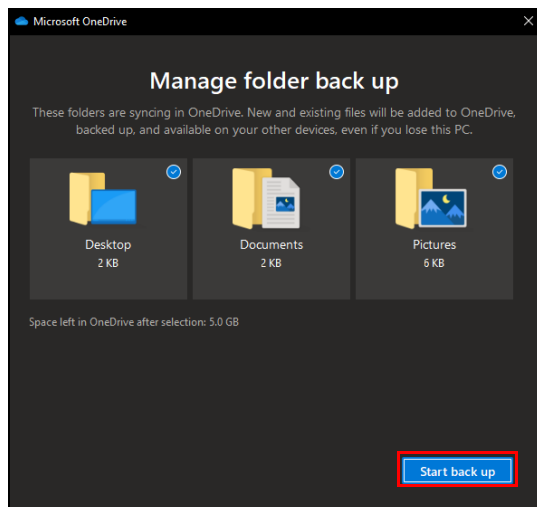 Microsoft OneDrive
Manage folder back up
These folders are syncing in OneDrive. New and existing files will be added to OneDrive,
backed up, and available on your other devices, even if you lose this PC.
Desktop
2 KB
Documents
2 KB
Pictures
6 KB
Space left in OneDrive after selection: 5.0 GB
Start back up